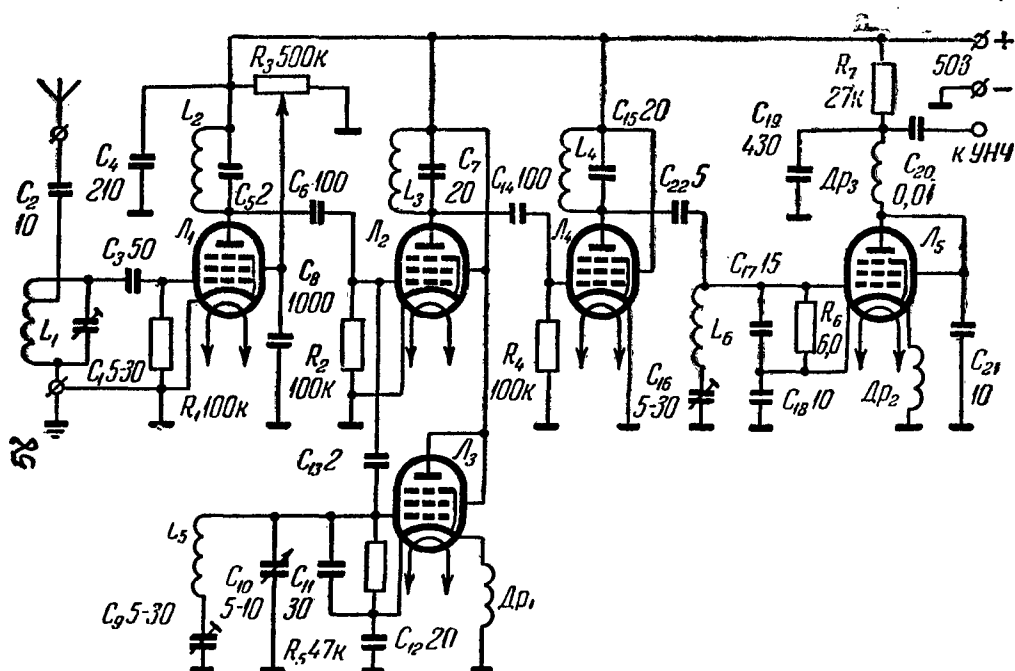 R₃ 500к
+
503
−
R₇
27к
C₁₅ 20
C₁₉
430
L₂
C₄
210
C₇
20
L₄
к УНЧ
C₂₀
0,01
C₂
10
C₅ 2
C₆ 100
L₃
C₁₄ 100
C₂₂ 5
Др₃
Л₁
Л₂
Л₄
Л₅
C₃ 50
C₈
1000
C₁₇ 15
L₁
R₂
100к
R₄
100к
L₆
R₆
6,0
C₁ 5-30
R₁ 100к
C₁₆
5-30
C₁₈ 10
Др₂
C₂₁
10
58
C₁₃ 2
Л₃
L₅
C₁₀
5-10
C₁₁
30
Др₁
C₉ 5-30
R₅ 47к
C₁₂ 20